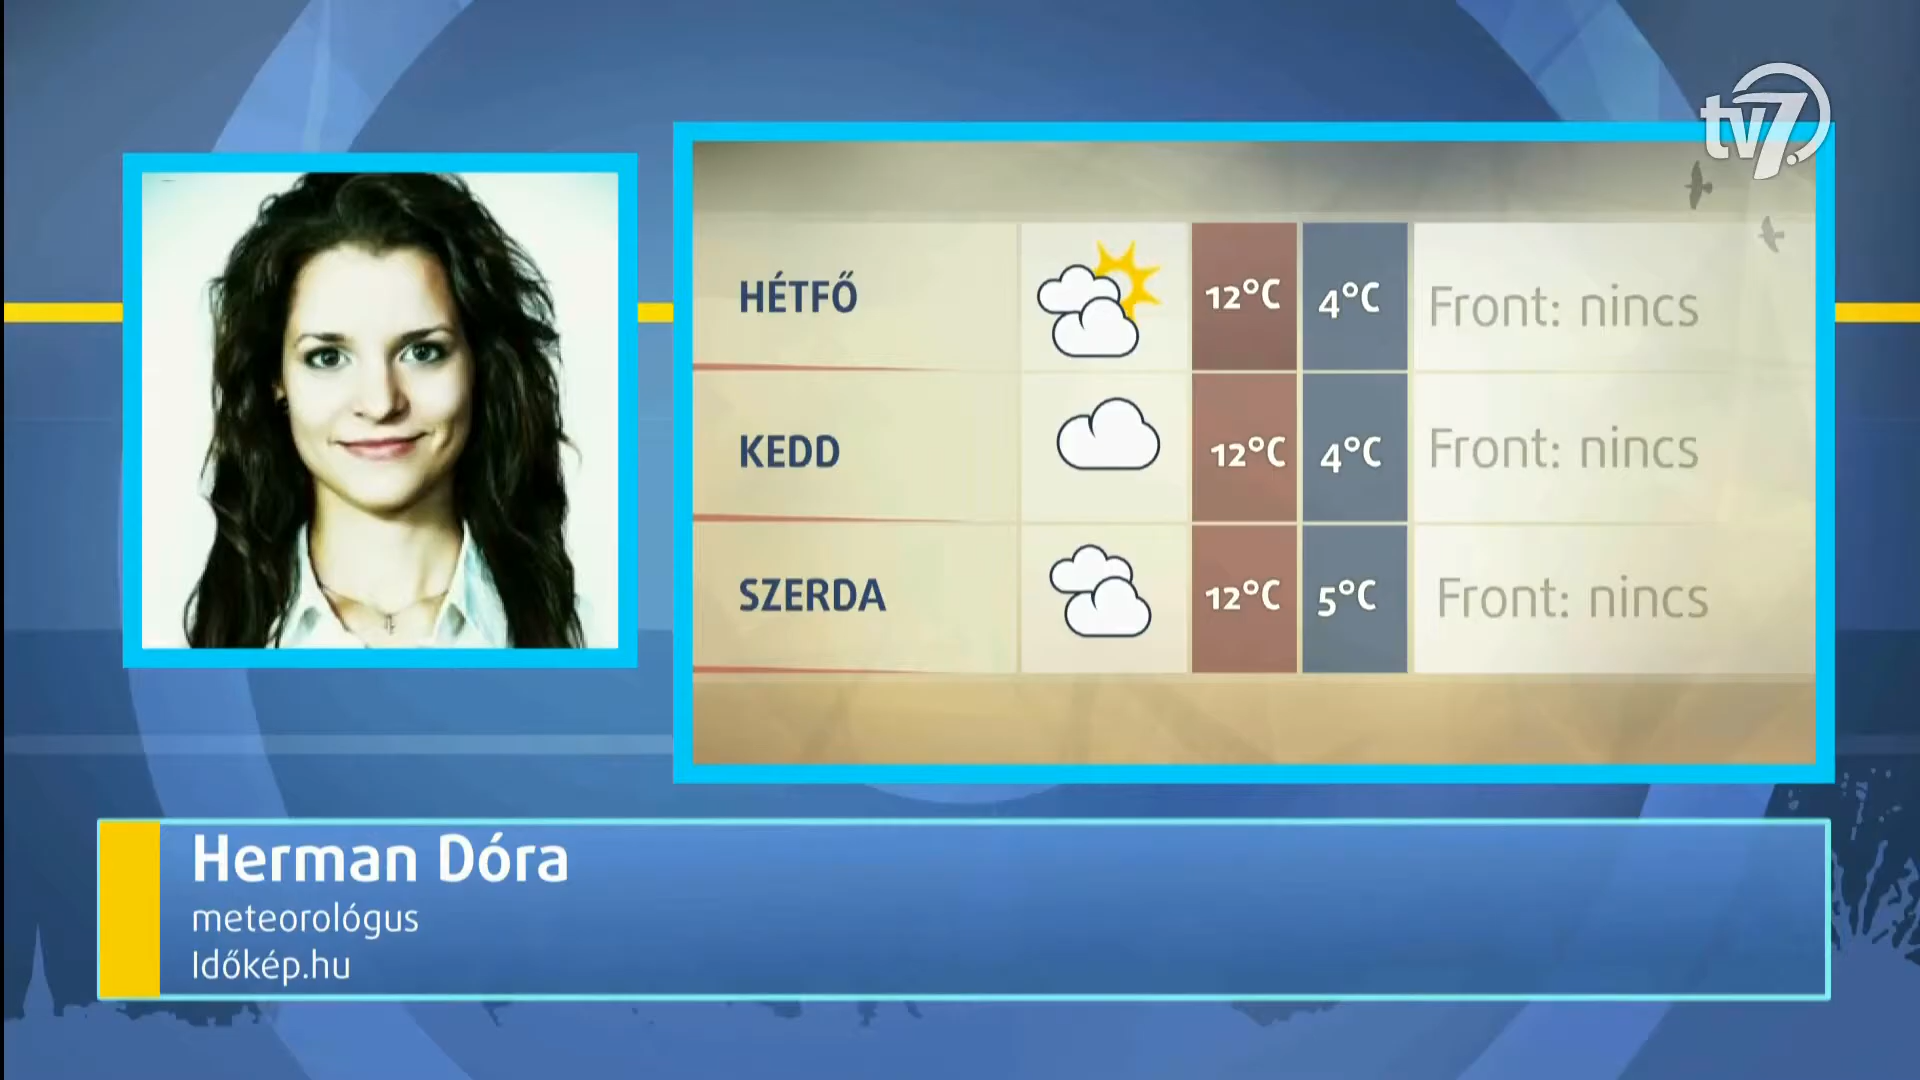 tv7
HÉTFŐ 12°C 4°C Front: nincs
KEDD 12°C 4°C Front: nincs
SZERDA 12°C 5°C Front: nincs
Herman Dóra
meteorológus
Időkép.hu